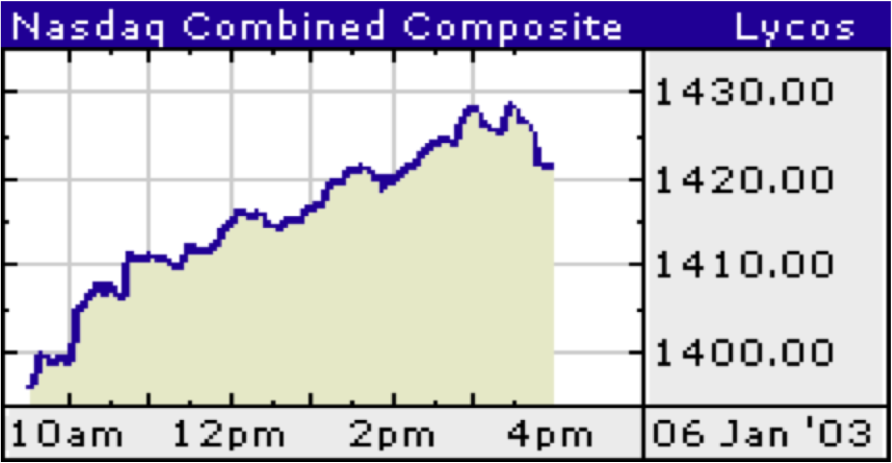 Nasdaq Combined Composite Lycos
1430.00
1420.00
1410.00
1400.00
10am 12pm 2pm 4pm 06 Jan '03